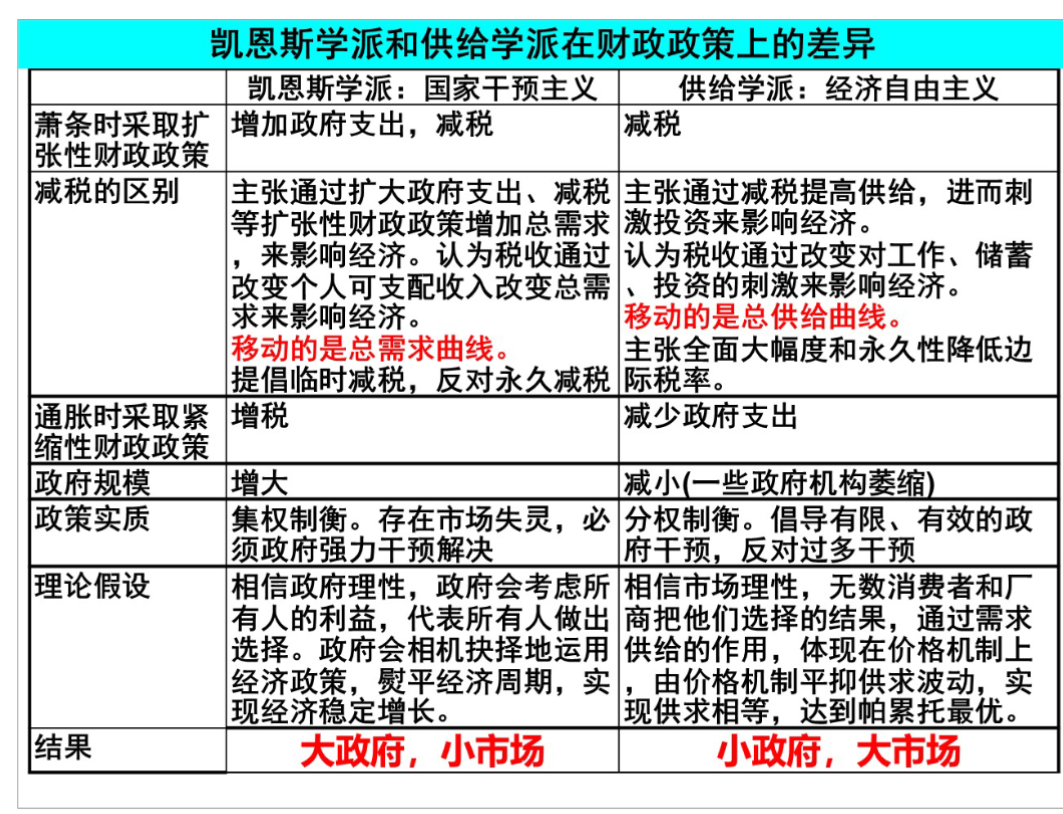 凯恩斯学派和供给学派在财政政策上的差异
凯恩斯学派：国家干预主义
供给学派：经济自由主义
萧条时采取扩
张性财政政策
增加政府支出，减税
减税
减税的区别
主张通过扩大政府支出、减税
等扩张性财政政策增加总需求
，来影响经济。认为税收通过
改变个人可支配收入改变总需
求来影响经济。
移动的是总需求曲线。
提倡临时减税，反对永久减税
主张通过减税提高供给，进而刺
激投资来影响经济。
认为税收通过改变对工作、储蓄
、投资的刺激来影响经济。
移动的是总供给曲线。
主张全面大幅度和永久性降低边
际税率。
通胀时采取紧
缩性财政政策
增税
减少政府支出
政府规模
增大
减小(一些政府机构萎缩)
政策实质
集权制衡。存在市场失灵，必
须政府强力干预解决
分权制衡。倡导有限、有效的政
府干预，反对过多干预
理论假设
相信政府理性，政府会考虑所
有人的利益，代表所有人做出
选择。政府会相机抉择地运用
经济政策，熨平经济周期，实
现经济稳定增长。
相信市场理性，无数消费者和厂
商把他们选择的结果，通过需求
供给的作用，体现在价格机制上
，由价格机制平抑供求波动，实
现供求相等，达到帕累托最优。
结果
大政府，小市场
小政府，大市场